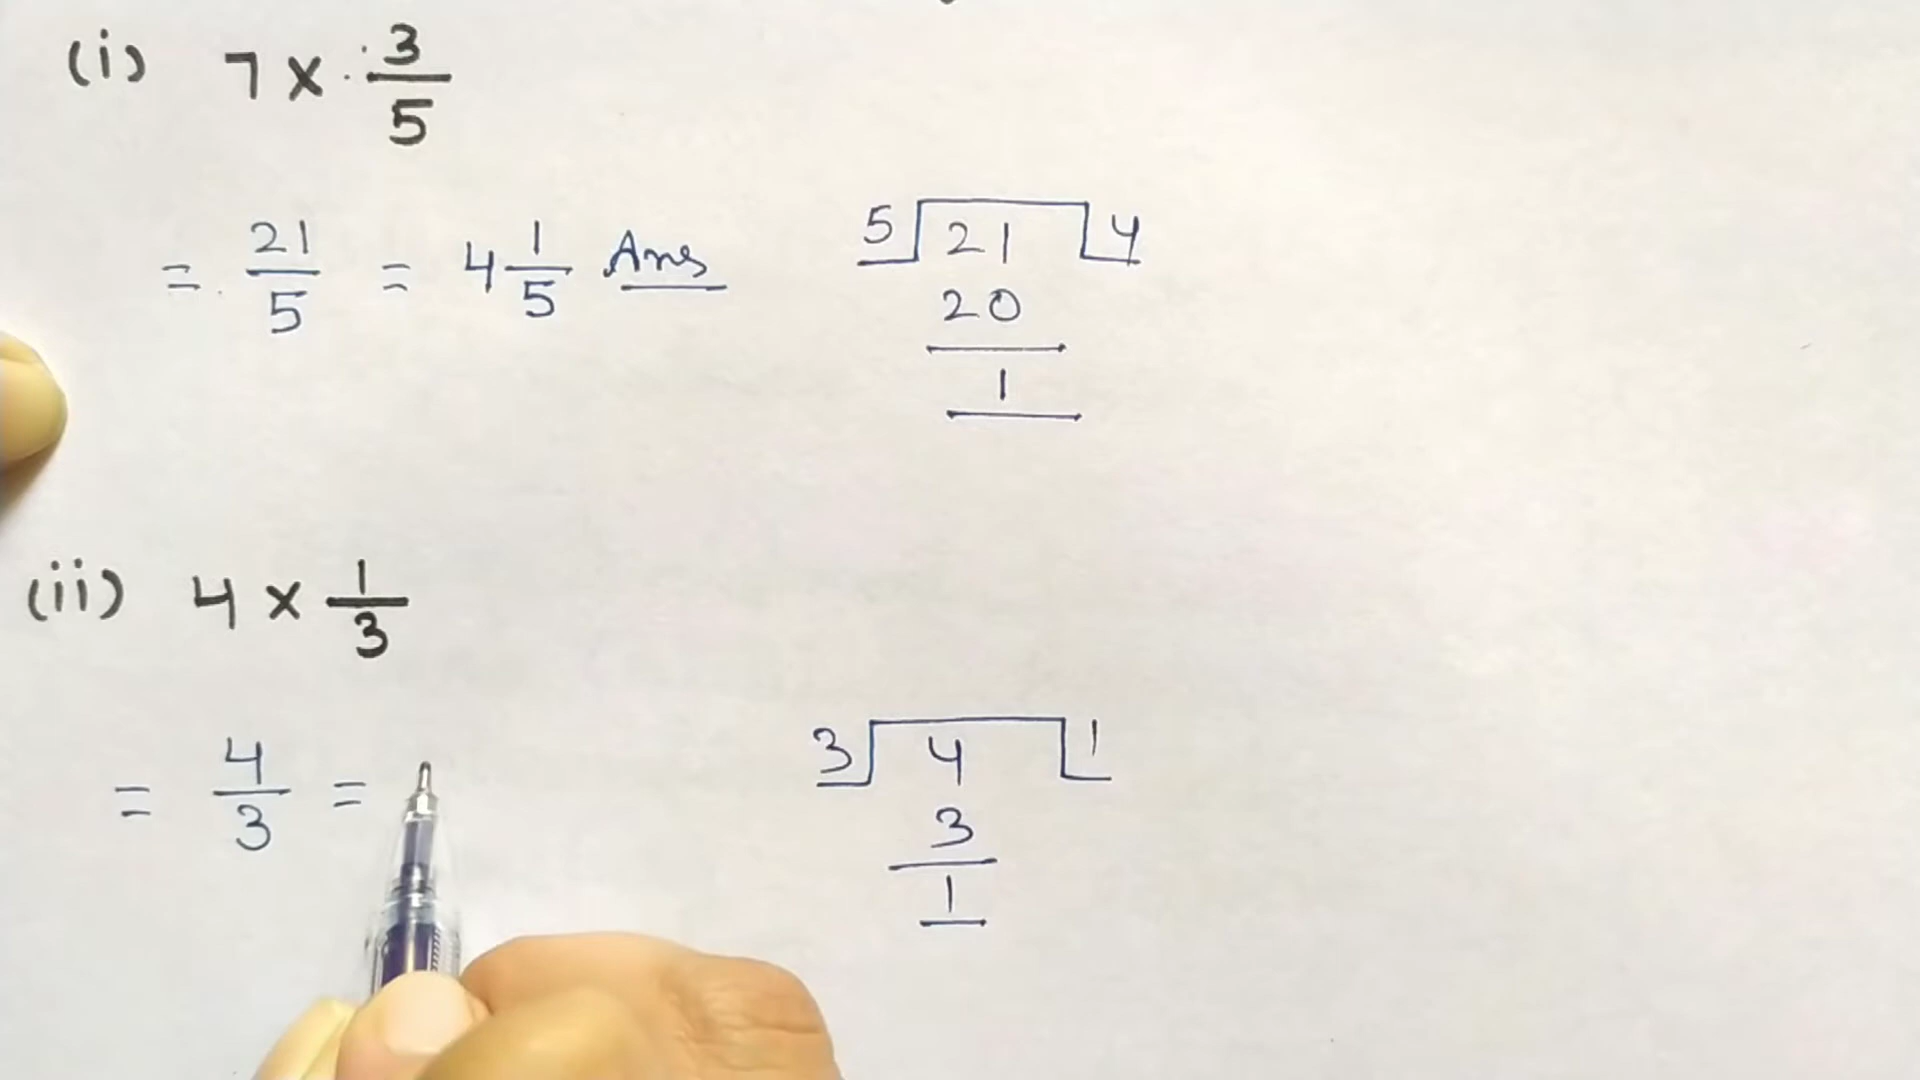 (i) 7 × 3/5
= 21/5 = 4 1/5 Ans
5 21 4
20
1
(ii) 4 × 1/3
= 4/3 =
3 4 1
3
1